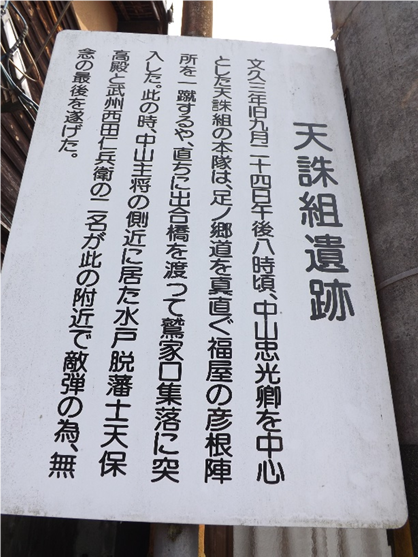 天誅組遺跡
文久三年旧九月二十四日午後八時頃、中山忠光卿を中心
とした天誅組の本隊は、足ノ郷道を真直ぐ福屋の彦根陣
所を一蹴するや、直ちに出合橋を渡って鷲家口集落に突
入した。此の時、中山主将の側近に居た水戸脱藩士天保
高殿と武州西田仁兵衛の二名が此の附近で敵弾の為、無
念の最後を遂げた。